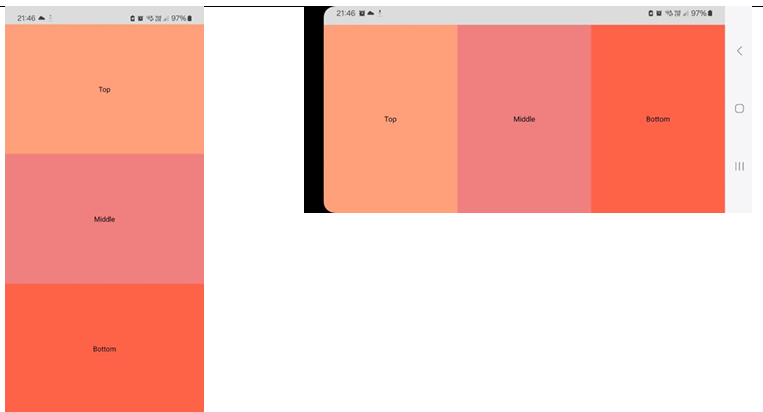 21:46
97%
Top
Middle
Bottom
21:46
97%
Top Middle Bottom